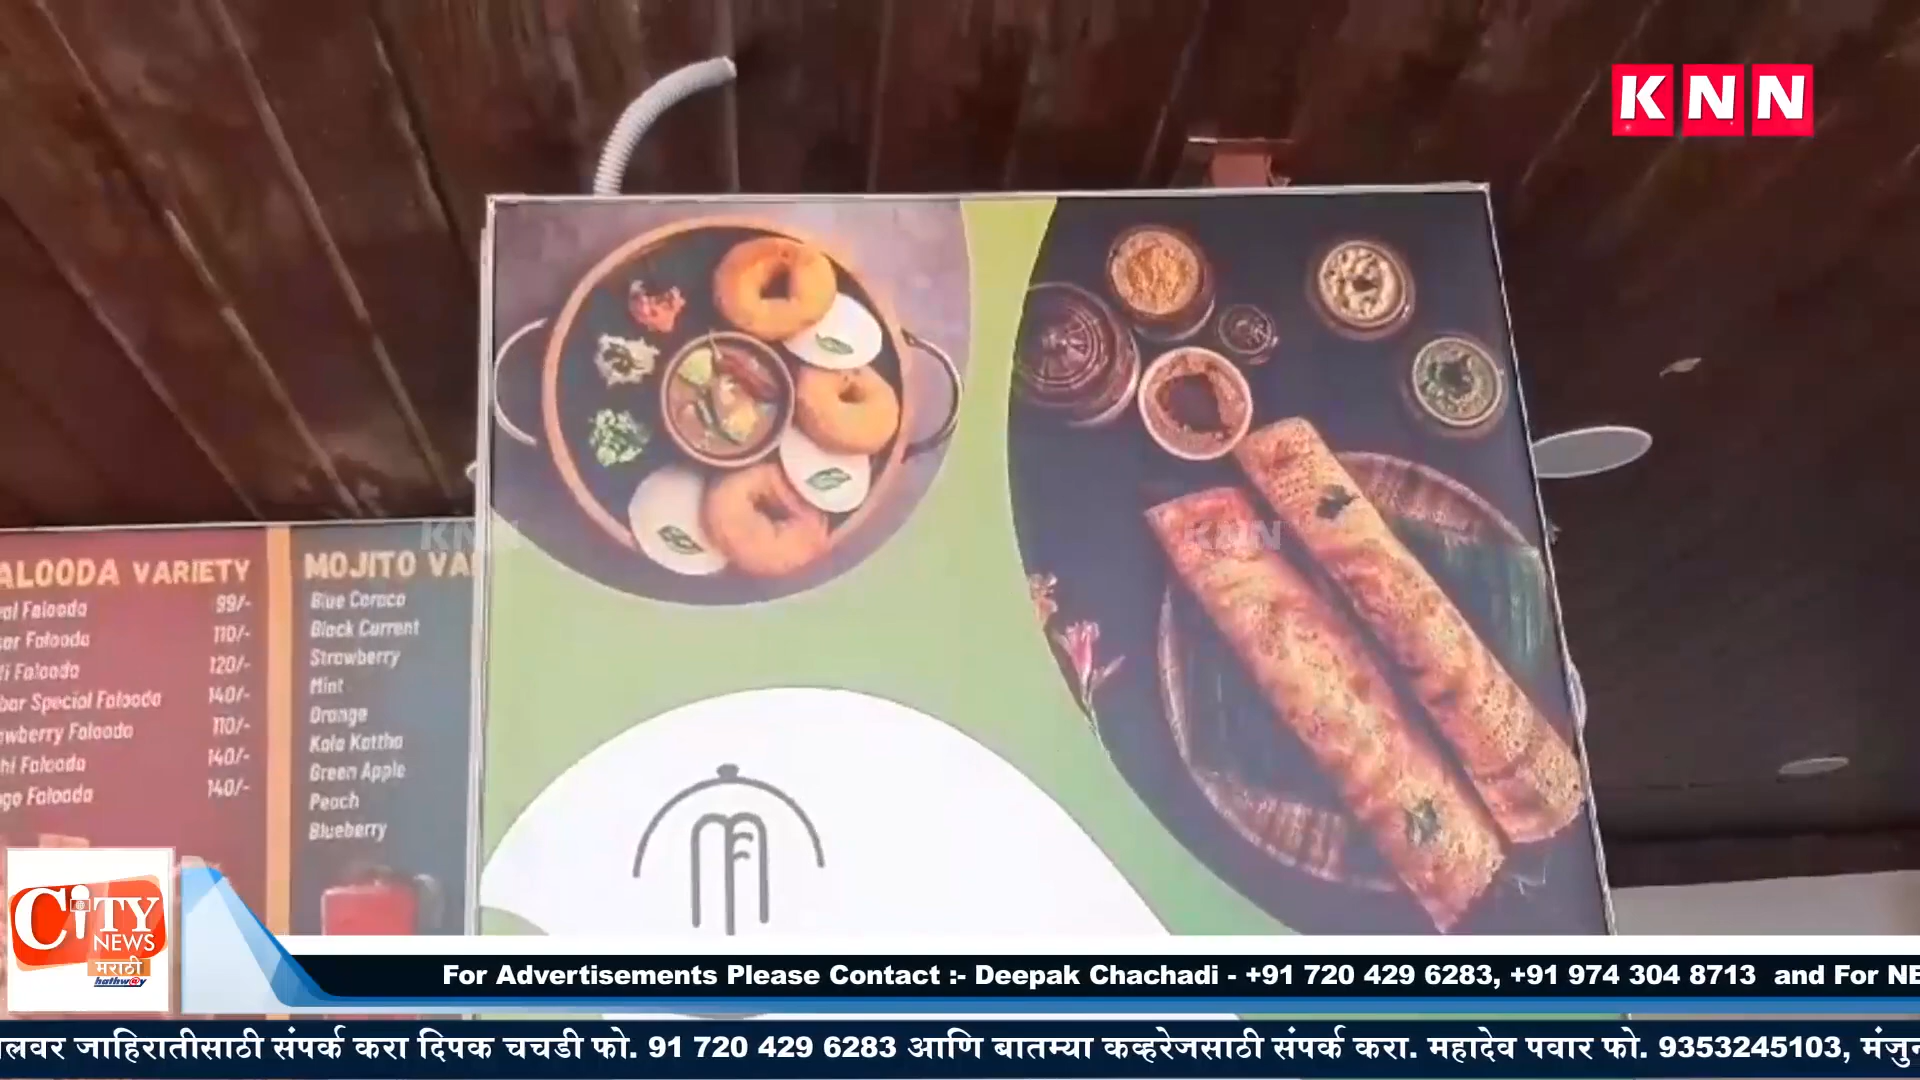 KNN
ALOODA VARIETY
99/-
Falooda 110/-
Falooda 120/-
Special Falooda 140/-
Falooda 110/-
Falooda 140/-
Falooda 140/-
MOJITO
Blue Coraco
Black Current
Strawberry
Mint
Orange
Kala Kattha
Green Apple
Peach
Blueberry
KNN
KNN
CiTY
NEWS
मराठी
hathw@y
For Advertisements Please Contact :- Deepak Chachadi - +91 720 429 6283, +91 974 304 8713 and For NE
लवर जाहिरातीसाठी संपर्क करा दिपक चचडी फो. 91 720 429 6283 आणि बातम्या कव्हरेजसाठी संपर्क करा. महादेव पवार फो. 9353245103, मंजुन